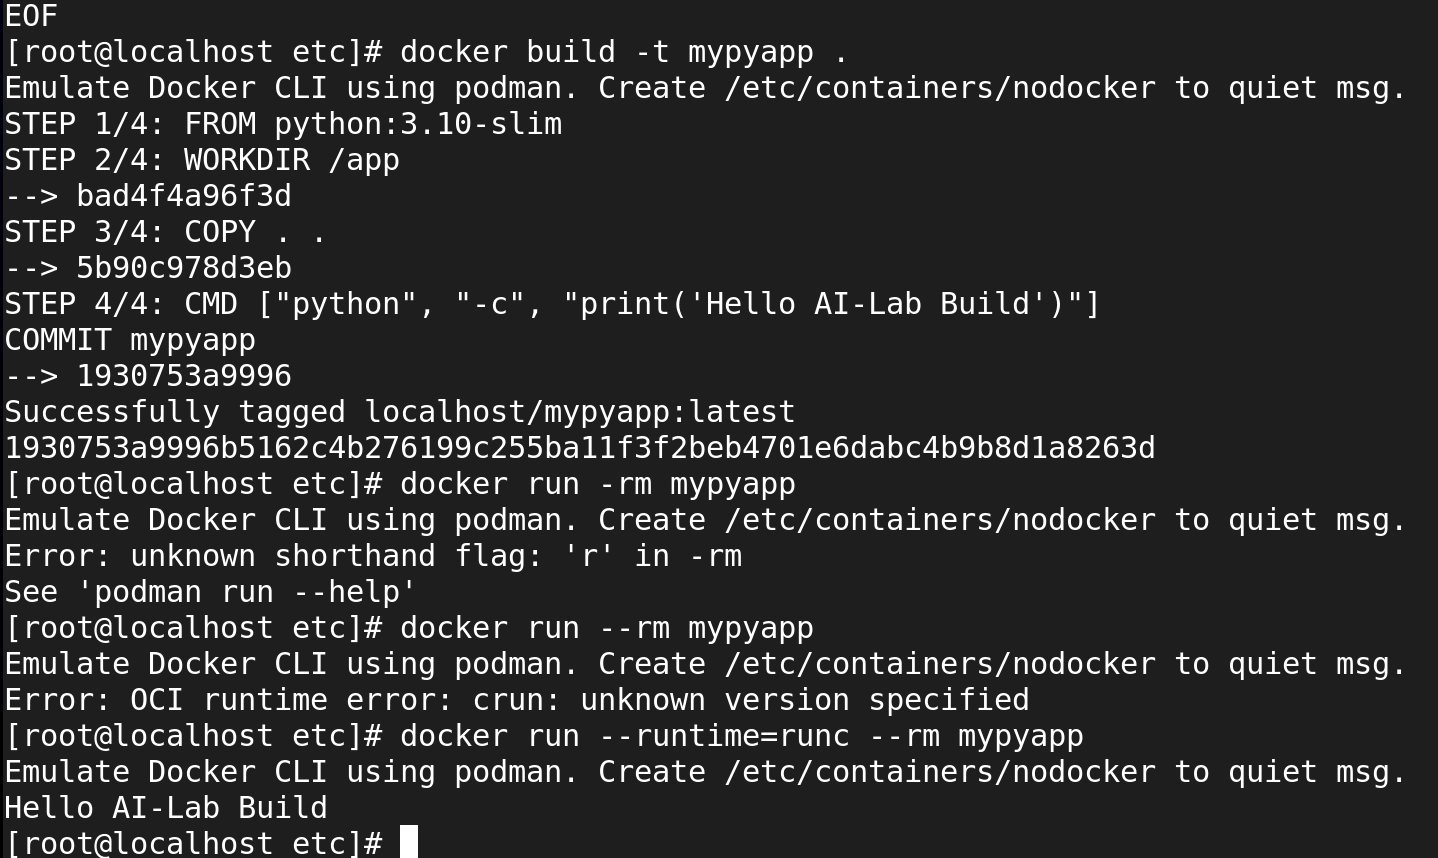 EOF
[root@localhost etc]# docker build -t mypyapp .
Emulate Docker CLI using podman. Create /etc/containers/nodocker to quiet msg.
STEP 1/4: FROM python:3.10-slim
STEP 2/4: WORKDIR /app
--> bad4f4a96f3d
STEP 3/4: COPY . .
--> 5b90c978d3eb
STEP 4/4: CMD ["python", "-c", "print('Hello AI-Lab Build')"]
COMMIT mypyapp
--> 1930753a9996
Successfully tagged localhost/mypyapp:latest
1930753a9996b5162c4b276199c255ba11f3f2beb4701e6dabc4b9b8d1a8263d
[root@localhost etc]# docker run -rm mypyapp
Emulate Docker CLI using podman. Create /etc/containers/nodocker to quiet msg.
Error: unknown shorthand flag: 'r' in -rm
See 'podman run --help'
[root@localhost etc]# docker run --rm mypyapp
Emulate Docker CLI using podman. Create /etc/containers/nodocker to quiet msg.
Error: OCI runtime error: crun: unknown version specified
[root@localhost etc]# docker run --runtime=runc --rm mypyapp
Emulate Docker CLI using podman. Create /etc/containers/nodocker to quiet msg.
Hello AI-Lab Build
[root@localhost etc]#